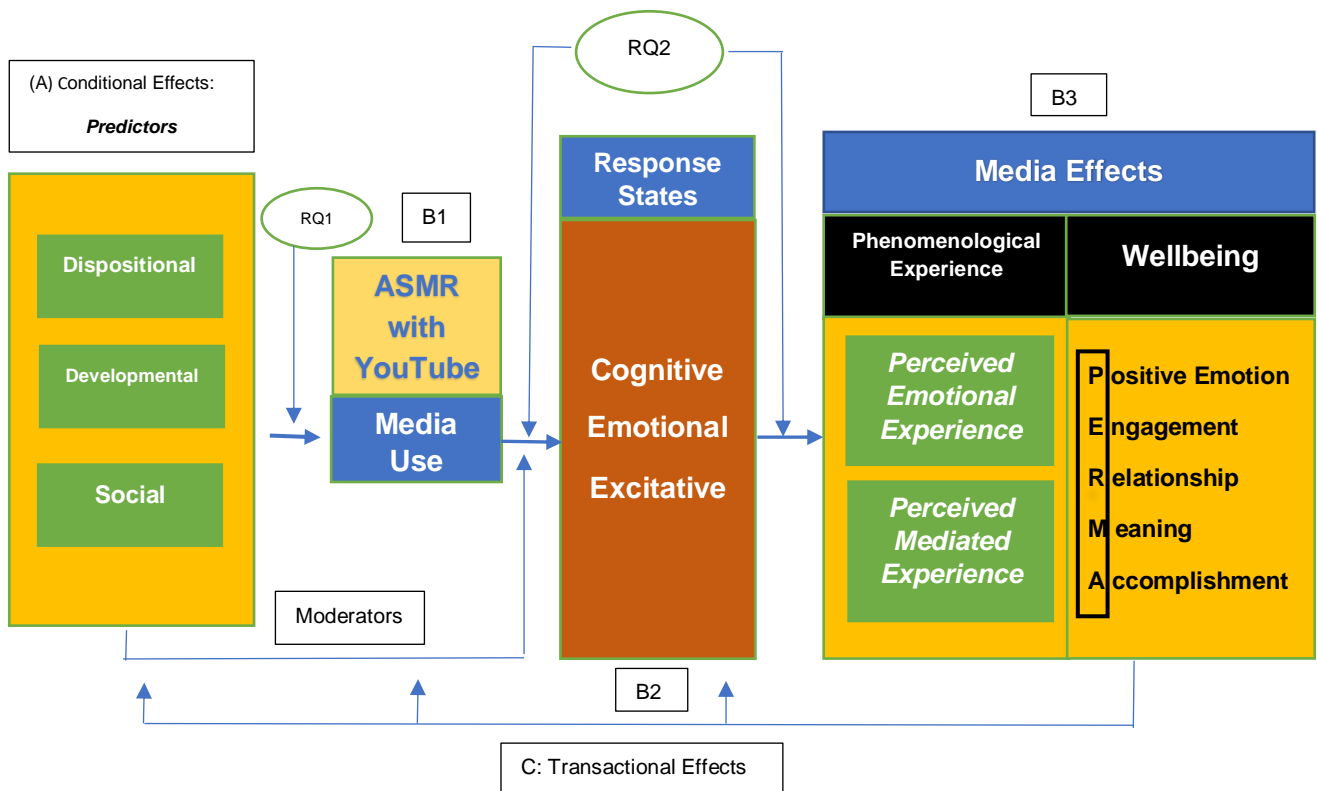 RQ2
(A) Conditional Effects:
Predictors
B3
Response
States
Media Effects
RQ1
B1
Phenomenological
Experience
Wellbeing
Dispositional
Developmental
Social
ASMR
with
YouTube
Media
Use
Cognitive
Emotional
Excitative
Perceived
Emotional
Experience
Perceived
Mediated
Experience
Positive Emotion
Engagement
Relationship
Meaning
Accomplishment
Moderators
B2
C: Transactional Effects